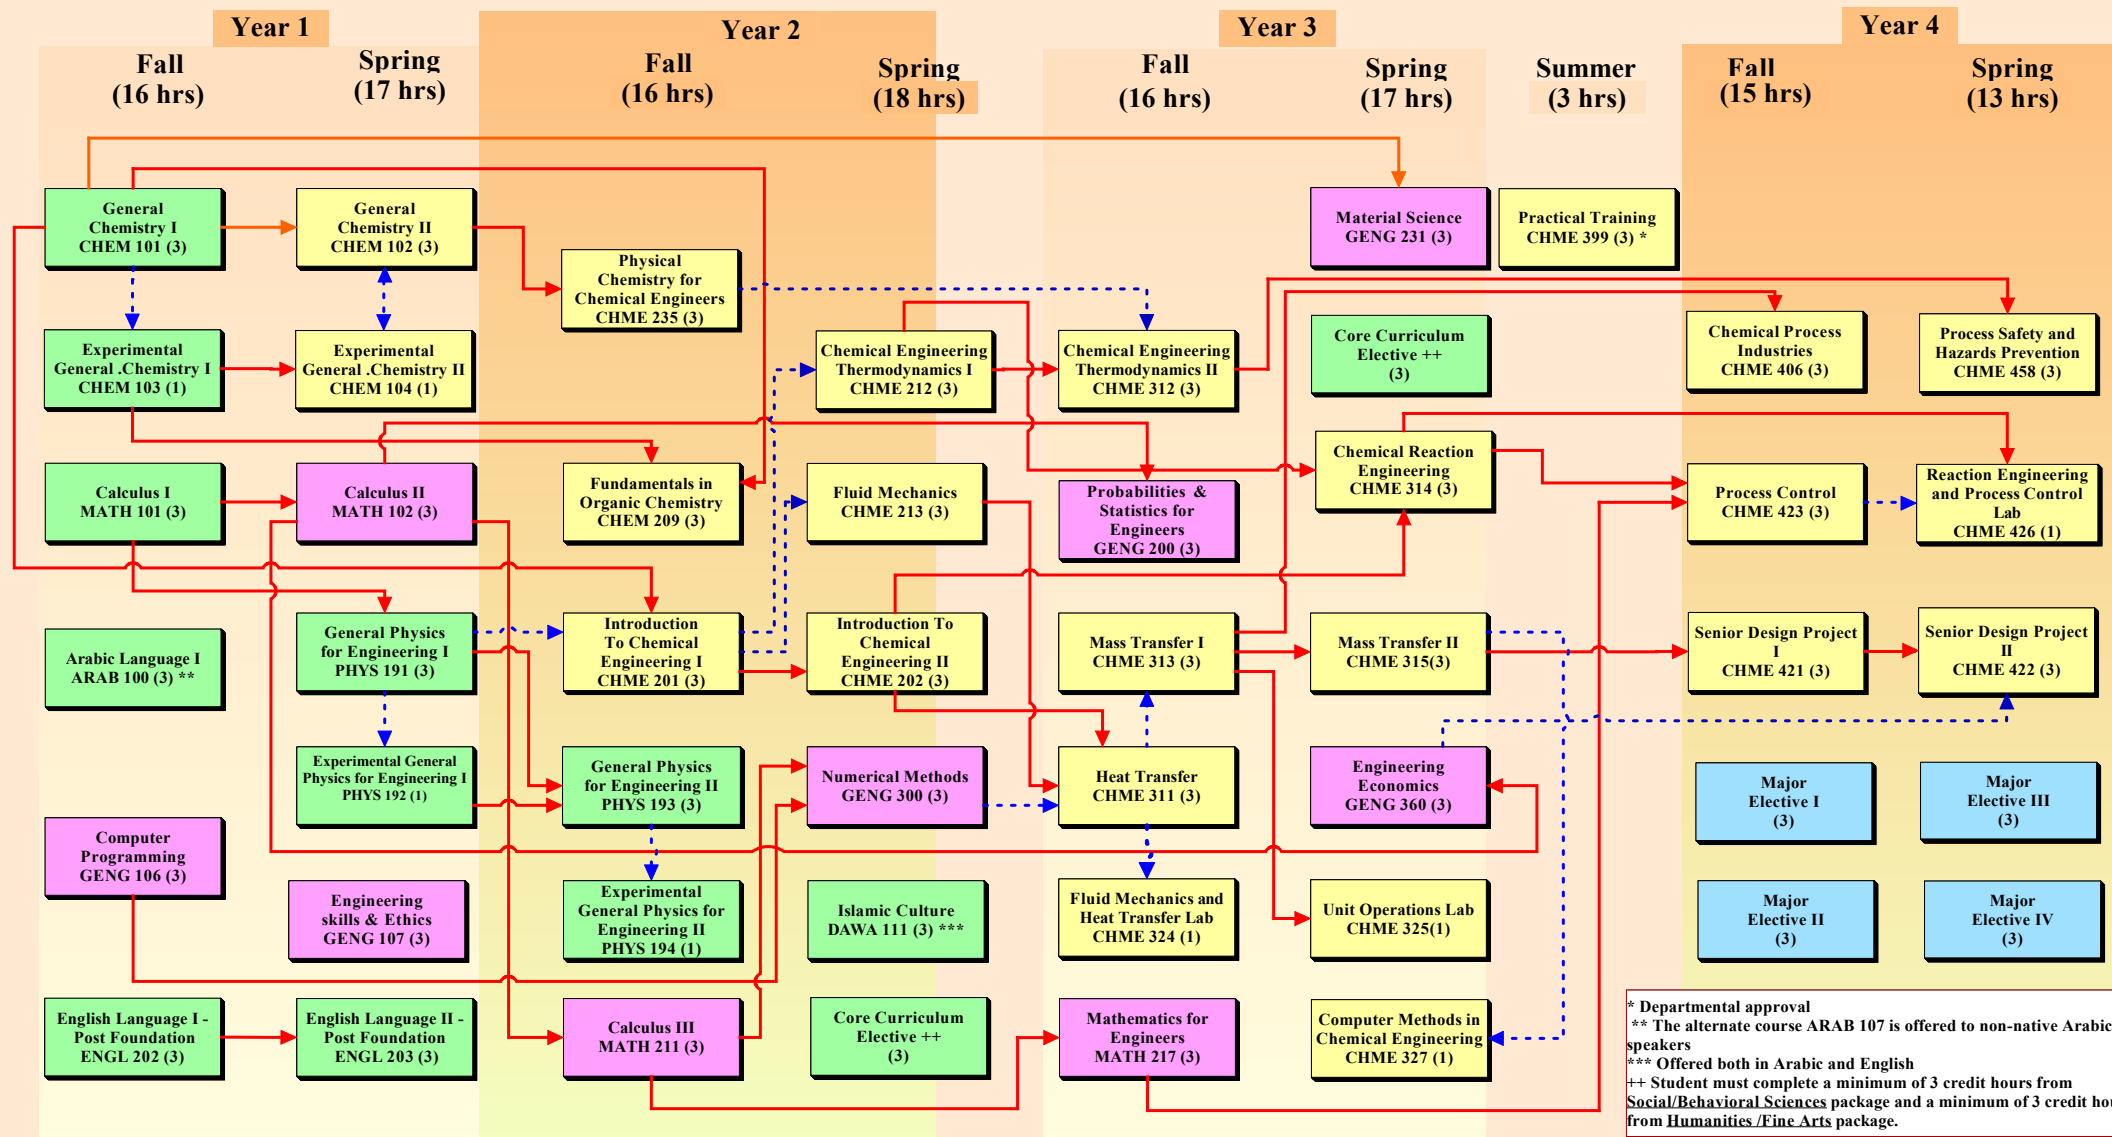 Year 1
Year 2
Year 3
Year 4
Fall
(16 hrs)
Spring
(17 hrs)
Fall
(16 hrs)
Spring
(18 hrs)
Fall
(16 hrs)
Spring
(17 hrs)
Summer
(3 hrs)
Fall
(15 hrs)
Spring
(13 hrs)
General
Chemistry I
CHEM 101 (3)
General
Chemistry II
CHEM 102 (3)
Physical
Chemistry for
Chemical Engineers
CHME 235 (3)
Material Science
GENG 231 (3)
Practical Training
CHME 399 (3) *
Experimental
General .Chemistry I
CHEM 103 (1)
Experimental
General .Chemistry II
CHEM 104 (1)
Chemical Engineering
Thermodynamics I
CHME 212 (3)
Chemical Engineering
Thermodynamics II
CHME 312 (3)
Core Curriculum
Elective ++
(3)
Chemical Process
Industries
CHME 406 (3)
Process Safety and
Hazards Prevention
CHME 458 (3)
Calculus I
MATH 101 (3)
Calculus II
MATH 102 (3)
Fundamentals in
Organic Chemistry
CHEM 209 (3)
Fluid Mechanics
CHME 213 (3)
Probabilities &
Statistics for
Engineers
GENG 200 (3)
Chemical Reaction
Engineering
CHME 314 (3)
Process Control
CHME 423 (3)
Reaction Engineering
and Process Control
Lab
CHME 426 (1)
Arabic Language I
ARAB 100 (3) **
General Physics
for Engineering I
PHYS 191 (3)
Introduction
To Chemical
Engineering I
CHME 201 (3)
Introduction To
Chemical
Engineering II
CHME 202 (3)
Mass Transfer I
CHME 313 (3)
Mass Transfer II
CHME 315(3)
Senior Design Project
I
CHME 421 (3)
Senior Design Project
II
CHME 422 (3)
Experimental General
Physics for Engineering I
PHYS 192 (1)
General Physics
for Engineering II
PHYS 193 (3)
Numerical Methods
GENG 300 (3)
Heat Transfer
CHME 311 (3)
Engineering
Economics
GENG 360 (3)
Major
Elective I
(3)
Major
Elective III
(3)
Computer
Programming
GENG 106 (3)
Engineering
skills & Ethics
GENG 107 (3)
Experimental
General Physics for
Engineering II
PHYS 194 (1)
Islamic Culture
DAWA 111 (3) ***
Fluid Mechanics and
Heat Transfer Lab
CHME 324 (1)
Unit Operations Lab
CHME 325(1)
Major
Elective II
(3)
Major
Elective IV
(3)
English Language I -
Post Foundation
ENGL 202 (3)
English Language II -
Post Foundation
ENGL 203 (3)
Calculus III
MATH 211 (3)
Core Curriculum
Elective ++
(3)
Mathematics for
Engineers
MATH 217 (3)
Computer Methods in
Chemical Engineering
CHME 327 (1)
* Departmental approval
** The alternate course ARAB 107 is offered to non-native Arabic
speakers
*** Offered both in Arabic and English
++ Student must complete a minimum of 3 credit hours from
Social/Behavioral Sciences package and a minimum of 3 credit
from Humanities /Fine Arts package.